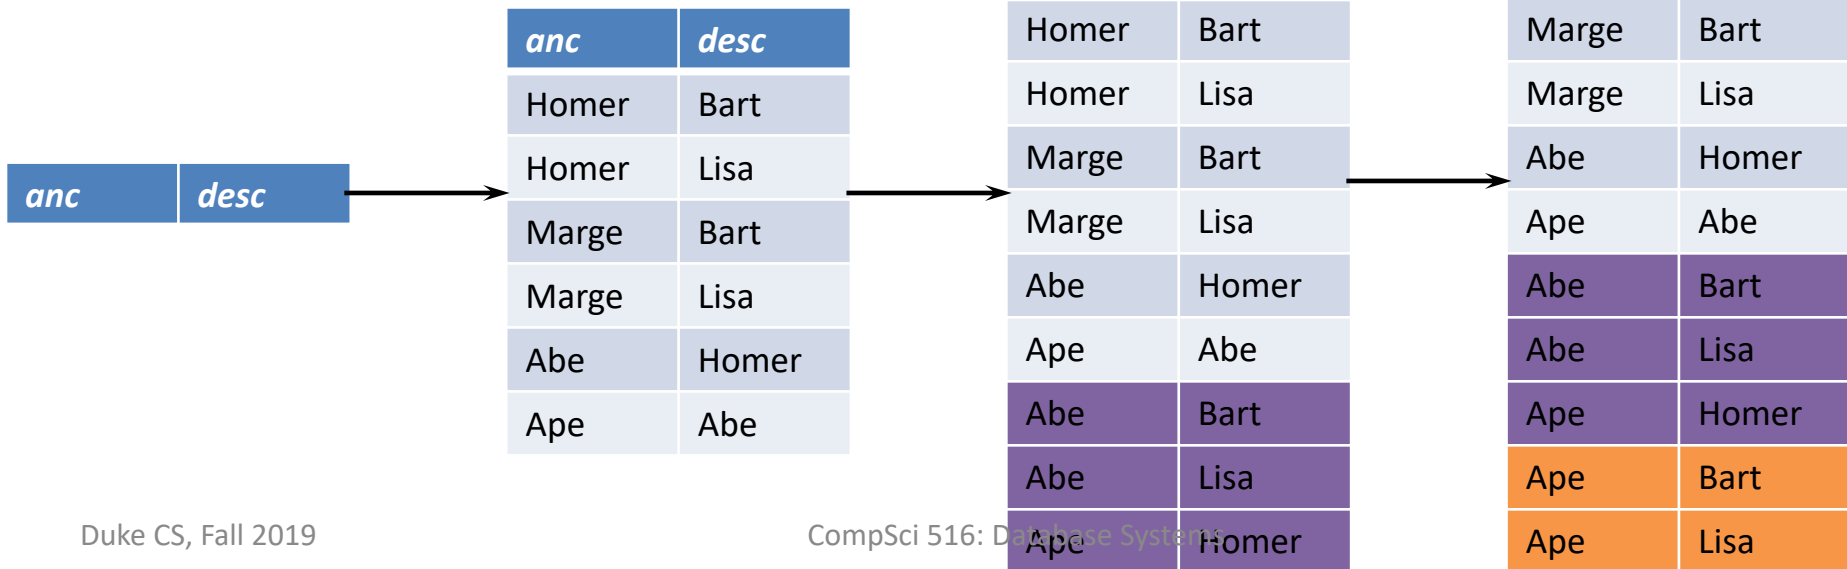 anc desc
anc desc
Homer Bart
Homer Lisa
Marge Bart
Marge Lisa
Abe Homer
Ape Abe
Homer Bart
Homer Lisa
Marge Bart
Marge Lisa
Abe Homer
Ape Abe
Abe Bart
Abe Lisa
Ape Homer
Marge Bart
Marge Lisa
Abe Homer
Ape Abe
Abe Bart
Abe Lisa
Ape Homer
Ape Bart
Ape Lisa
Duke CS, Fall 2019
CompSci 516: Database Systems